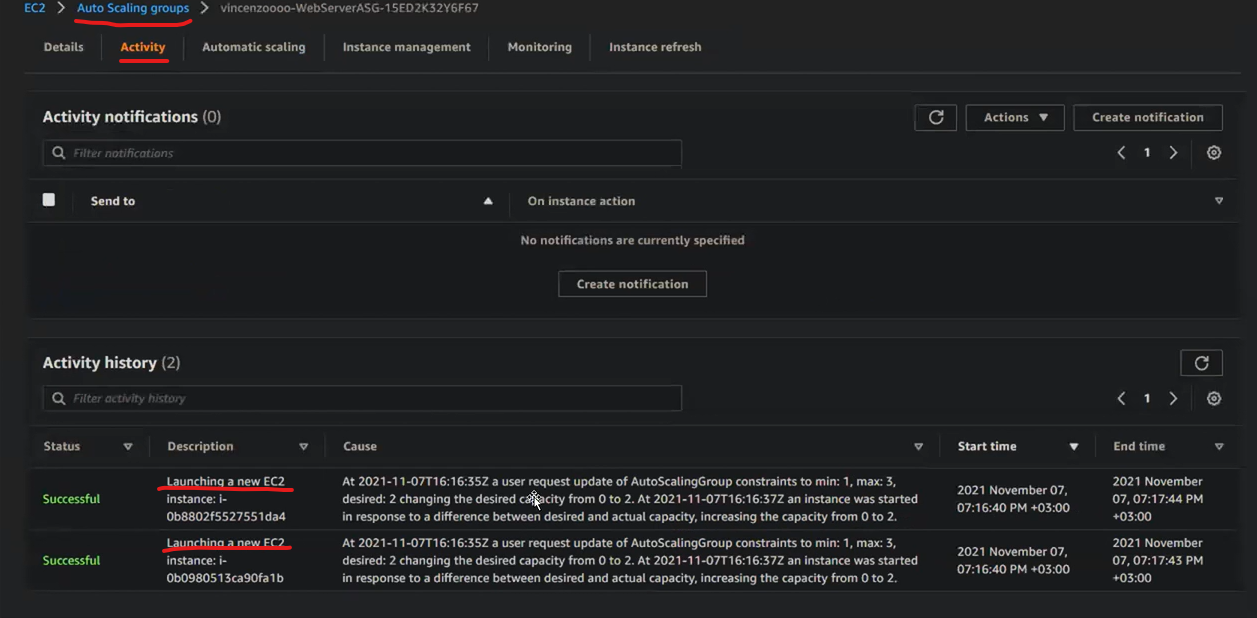 EC2 > Auto Scaling groups > vincenzoooo-WebServerASG-15ED2K32Y6F67
Details Activity Automatic scaling Instance management Monitoring Instance refresh
Activity notifications (0)
Actions Create notification
Filter notifications
1
Send to On instance action
No notifications are currently specified
Create notification
Activity history (2)
Filter activity history
1
Status Description Cause Start time End time
Launching a new EC2 At 2021-11-07T16:16:35Z a user request update of AutoScalingGroup constraints to min: 1, max: 3, 2021 November
Successful instance: i- desired: 2 changing the desired capacity from 0 to 2. At 2021-11-07T16:16:37Z an instance was started 2021 November 07, 07, 07:17:44 PM
0b8802f5527551da4 in response to a difference between desired and actual capacity, increasing the capacity from 0 to 2. 07:16:40 PM +03:00 +03:00
Launching a new EC2 At 2021-11-07T16:16:35Z a user request update of AutoScalingGroup constraints to min: 1, max: 3, 2021 November
Successful instance: i- desired: 2 changing the desired capacity from 0 to 2. At 2021-11-07T16:16:37Z an instance was started 2021 November 07, 07, 07:17:43 PM
0b0980513ca90fa1b in response to a difference between desired and actual capacity, increasing the capacity from 0 to 2. 07:16:40 PM +03:00 +03:00